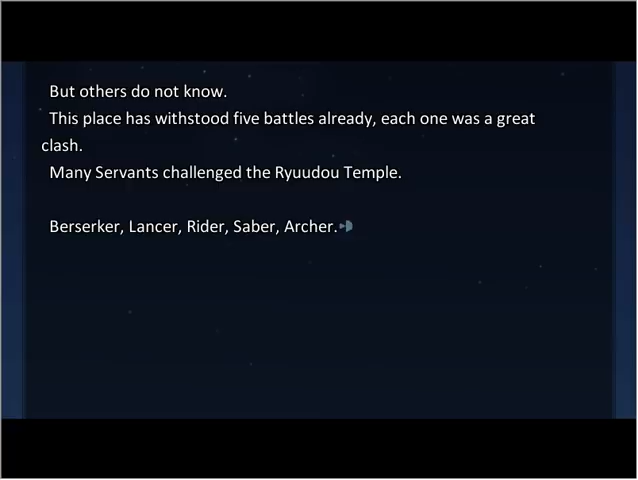 But others do not know.
This place has withstood five battles already, each one was a great
clash.
Many Servants challenged the Ryuudou Temple.
Berserker, Lancer, Rider, Saber, Archer.